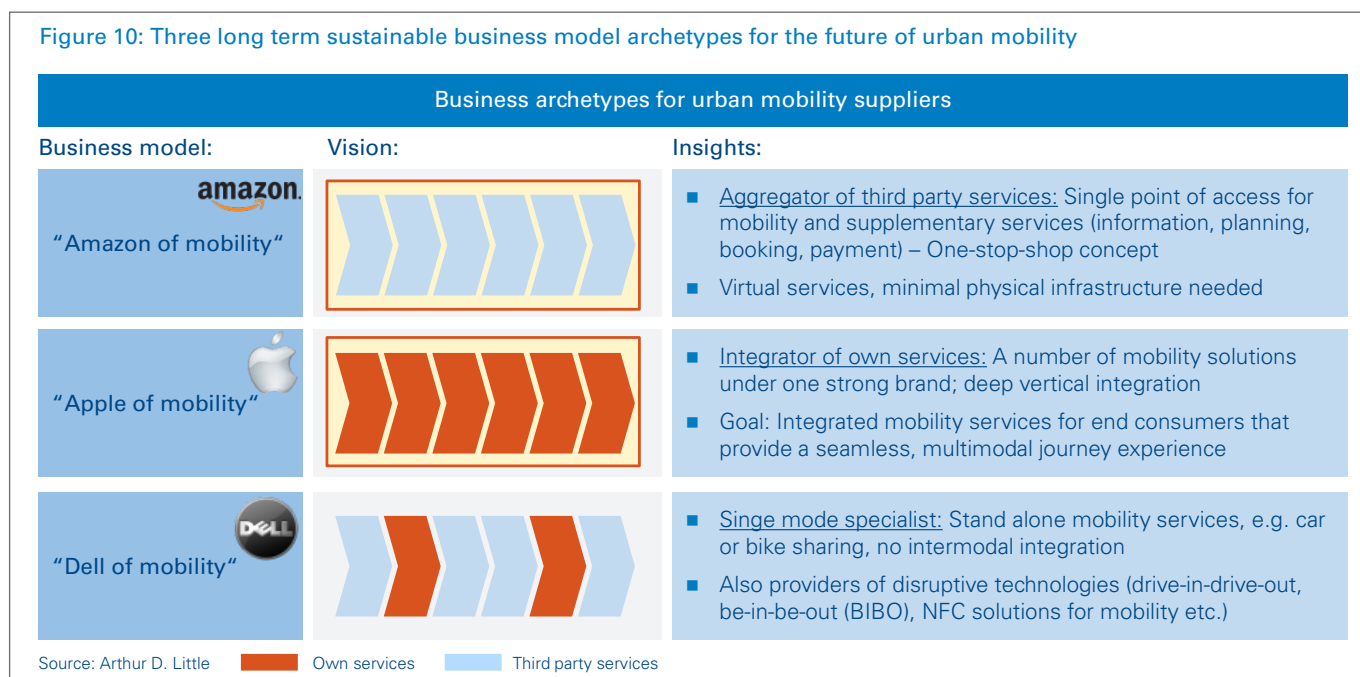 Figure 10: Three long term sustainable business model archetypes for the future of urban mobility
Business archetypes for urban mobility suppliers
Business model:
Vision:
Insights:
amazon.
“Amazon of mobility“
■ Aggregator of third party services: Single point of access for
mobility and supplementary services (information, planning,
booking, payment) – One-stop-shop concept
■ Virtual services, minimal physical infrastructure needed
“Apple of mobility“
■ Integrator of own services: A number of mobility solutions
under one strong brand; deep vertical integration
■ Goal: Integrated mobility services for end consumers that
provide a seamless, multimodal journey experience
DELL
“Dell of mobility“
■ Singe mode specialist: Stand alone mobility services, e.g. car
or bike sharing, no intermodal integration
■ Also providers of disruptive technologies (drive-in-drive-out,
be-in-be-out (BIBO), NFC solutions for mobility etc.)
Source: Arthur D. Little
Own services
Third party services